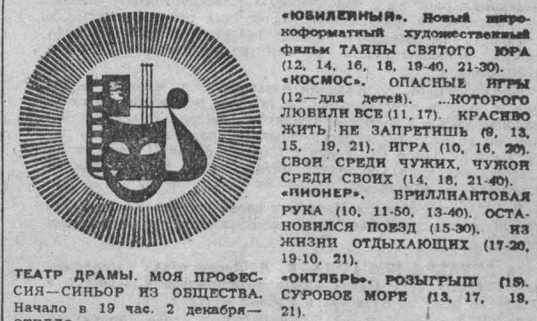 ТЕАТР ДРАМЫ. МОЯ ПРОФЕС-
СИЯ—СИНЬОР ИЗ ОБЩЕСТВА.
Начало в 19 час. 2 декабря—
«ЮБИЛЕЙНЫЙ». Новый широ-
коформатный художественный
фильм ТАЙНЫ СВЯТОГО ЮРА
(12, 14, 16, 18, 19-40, 21-30).
«КОСМОС». ОПАСНЫЕ ИГРЫ
(12—для детей). ...КОТОРОГО
ЛЮБИЛИ ВСЕ (11, 17). КРАСИВО
ЖИТЬ НЕ ЗАПРЕТИШЬ (9, 13,
15, 19, 21). ИГРА (10, 16, 20).
СВОЙ СРЕДИ ЧУЖИХ, ЧУЖОЙ
СРЕДИ СВОИХ (14, 18, 21-40).
«ПИОНЕР». БРИЛЛИАНТОВАЯ
РУКА (10, 11-50, 13-40). ОСТА-
НОВИЛСЯ ПОЕЗД (15-30). ИЗ
ЖИЗНИ ОТДЫХАЮЩИХ (17-20,
19-10, 21).
«ОКТЯБРЬ». РОЗЫГРЫШ (15).
СУРОВОЕ МОРЕ (13, 17, 19,
21).